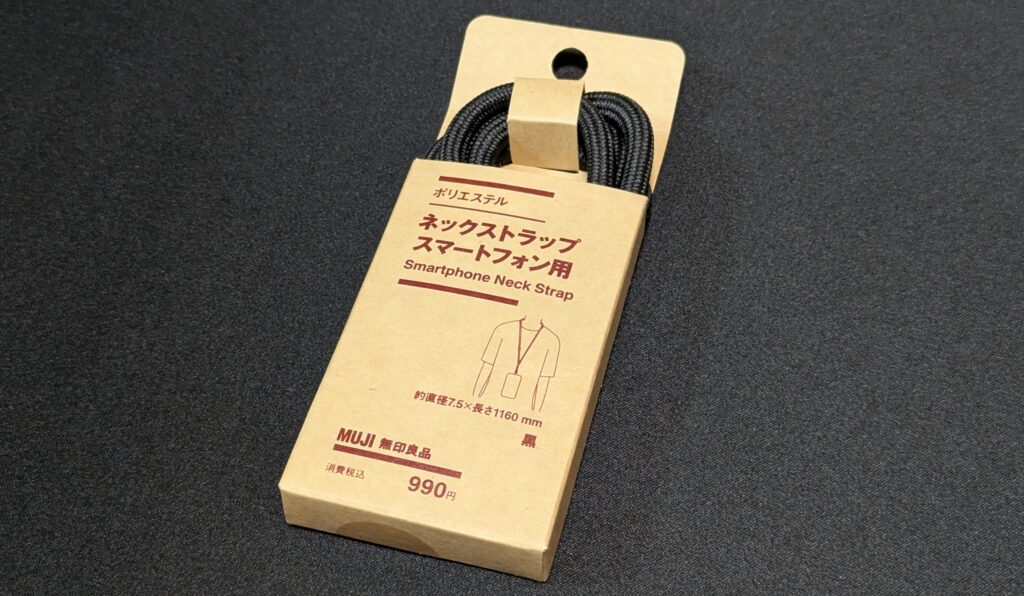 ポリエステル
ネックストラップ
スマートフォン用
Smartphone Neck Strap
約直径7.5×長さ1160 mm
黒
MUJI 無印良品
消費税込 990円